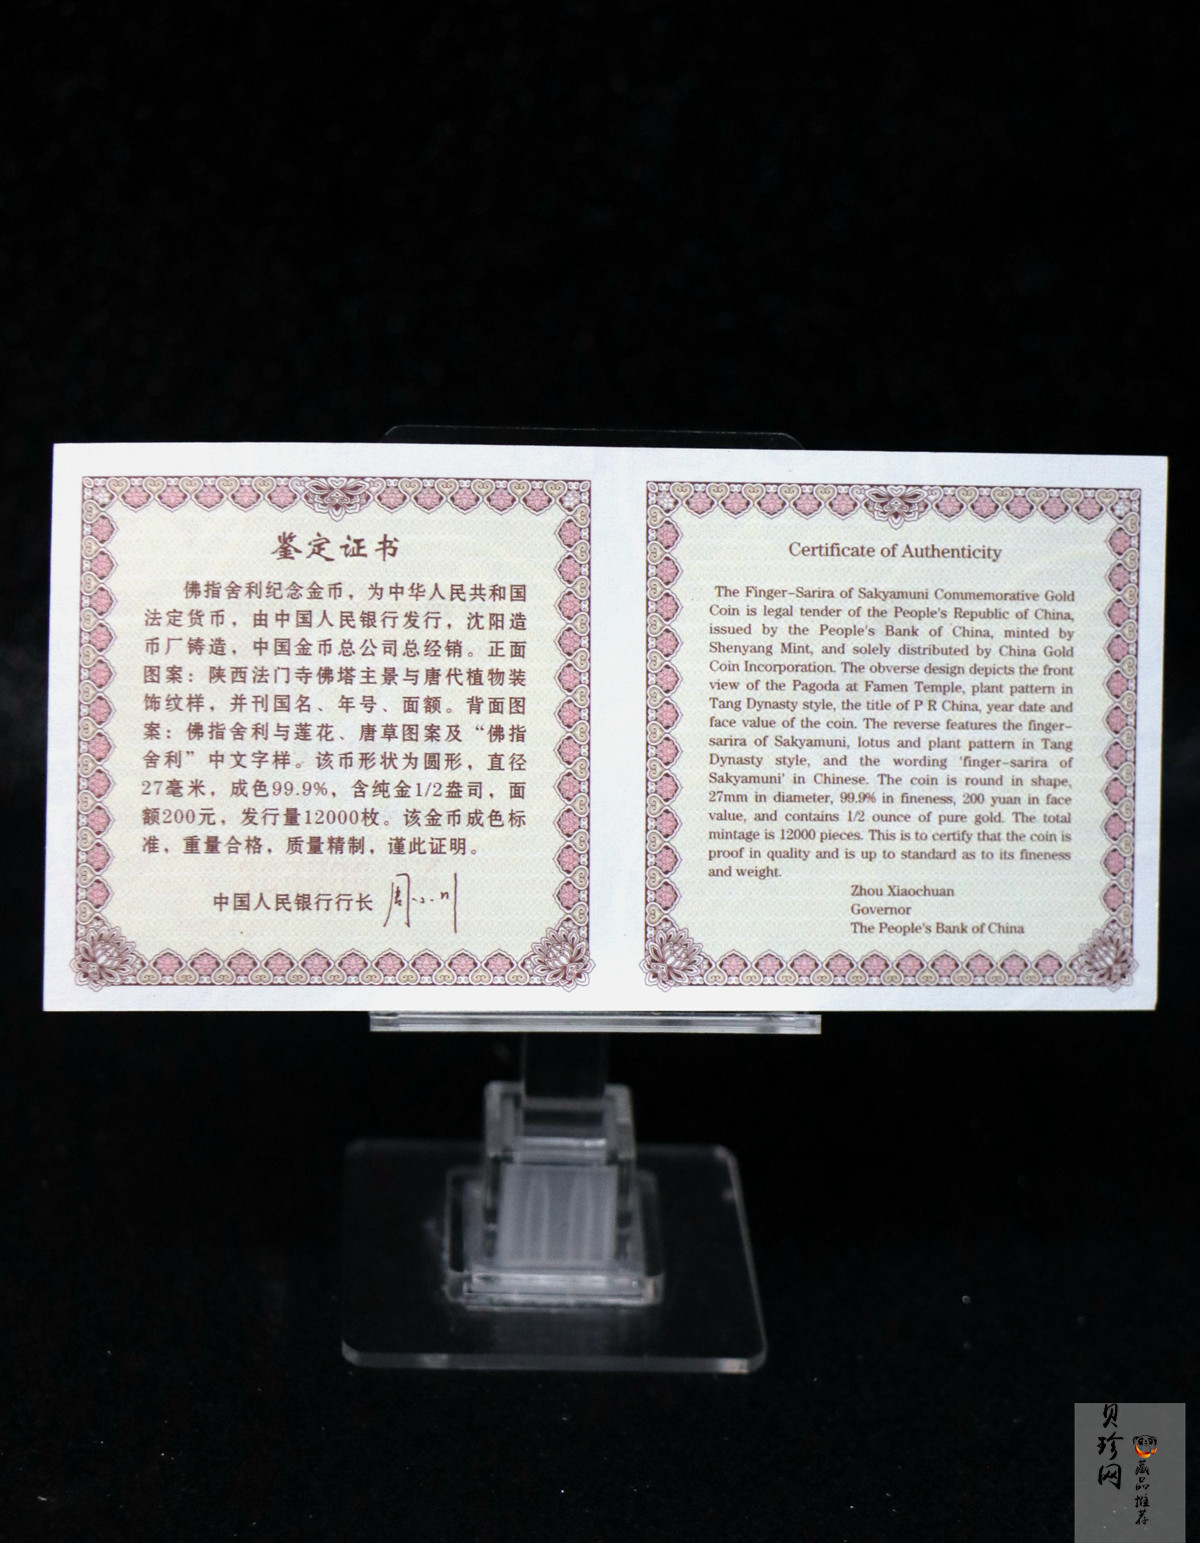 鉴定证书
佛指舍利纪念金币，为中华人民共和国
法定货币，由中国人民银行发行，沈阳造
币厂铸造，中国金币总公司总经销。正面
图案：陕西法门寺佛塔主景与唐代植物装
饰纹样，并刊国名、年号、面额。背面图
案：佛指舍利与莲花、唐草图案及“佛指
舍利”中文字样。该币形状为圆形，直径
27毫米，成色99.9%，含纯金1/2盎司，面
额200元，发行量12000枚。该金币成色标
准，重量合格，质量精制，谨此证明。
中国人民银行行长 周小川
Certificate of Authenticity
The Finger-Sarira of Sakyamuni Commemorative Gold
Coin is legal tender of the People's Republic of China,
issued by the People's Bank of China, minted by
Shenyang Mint, and solely distributed by China Gold
Coin Incorporation. The obverse design depicts the front
view of the Pagoda at Famen Temple, plant pattern in
Tang Dynasty style, the title of P R China, year date and
face value of the coin. The reverse features the finger-
sarira of Sakyamuni, lotus and plant pattern in Tang
Dynasty style, and the wording 'finger-sarira of
Sakyamuni' in Chinese. The coin is round in shape,
27mm in diameter, 99.9% in fineness, 200 yuan in face
value, and contains 1/2 ounce of pure gold. The total
mintage is 12000 pieces. This is to certify that the coin is
proof in quality and is up to standard as to its fineness
and weight.
Zhou Xiaochuan
Governor
The People's Bank of China
贝珍网
藏品推荐